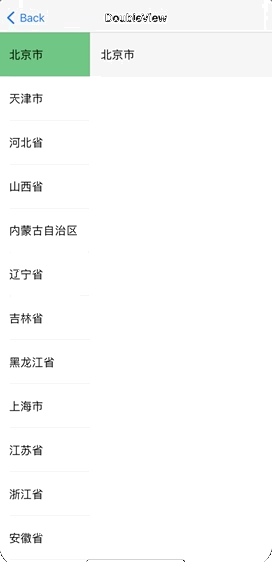 Back
DoubleView
北京市
北京市
天津市
河北省
山西省
内蒙古自治区
辽宁省
吉林省
黑龙江省
上海市
江苏省
浙江省
安徽省